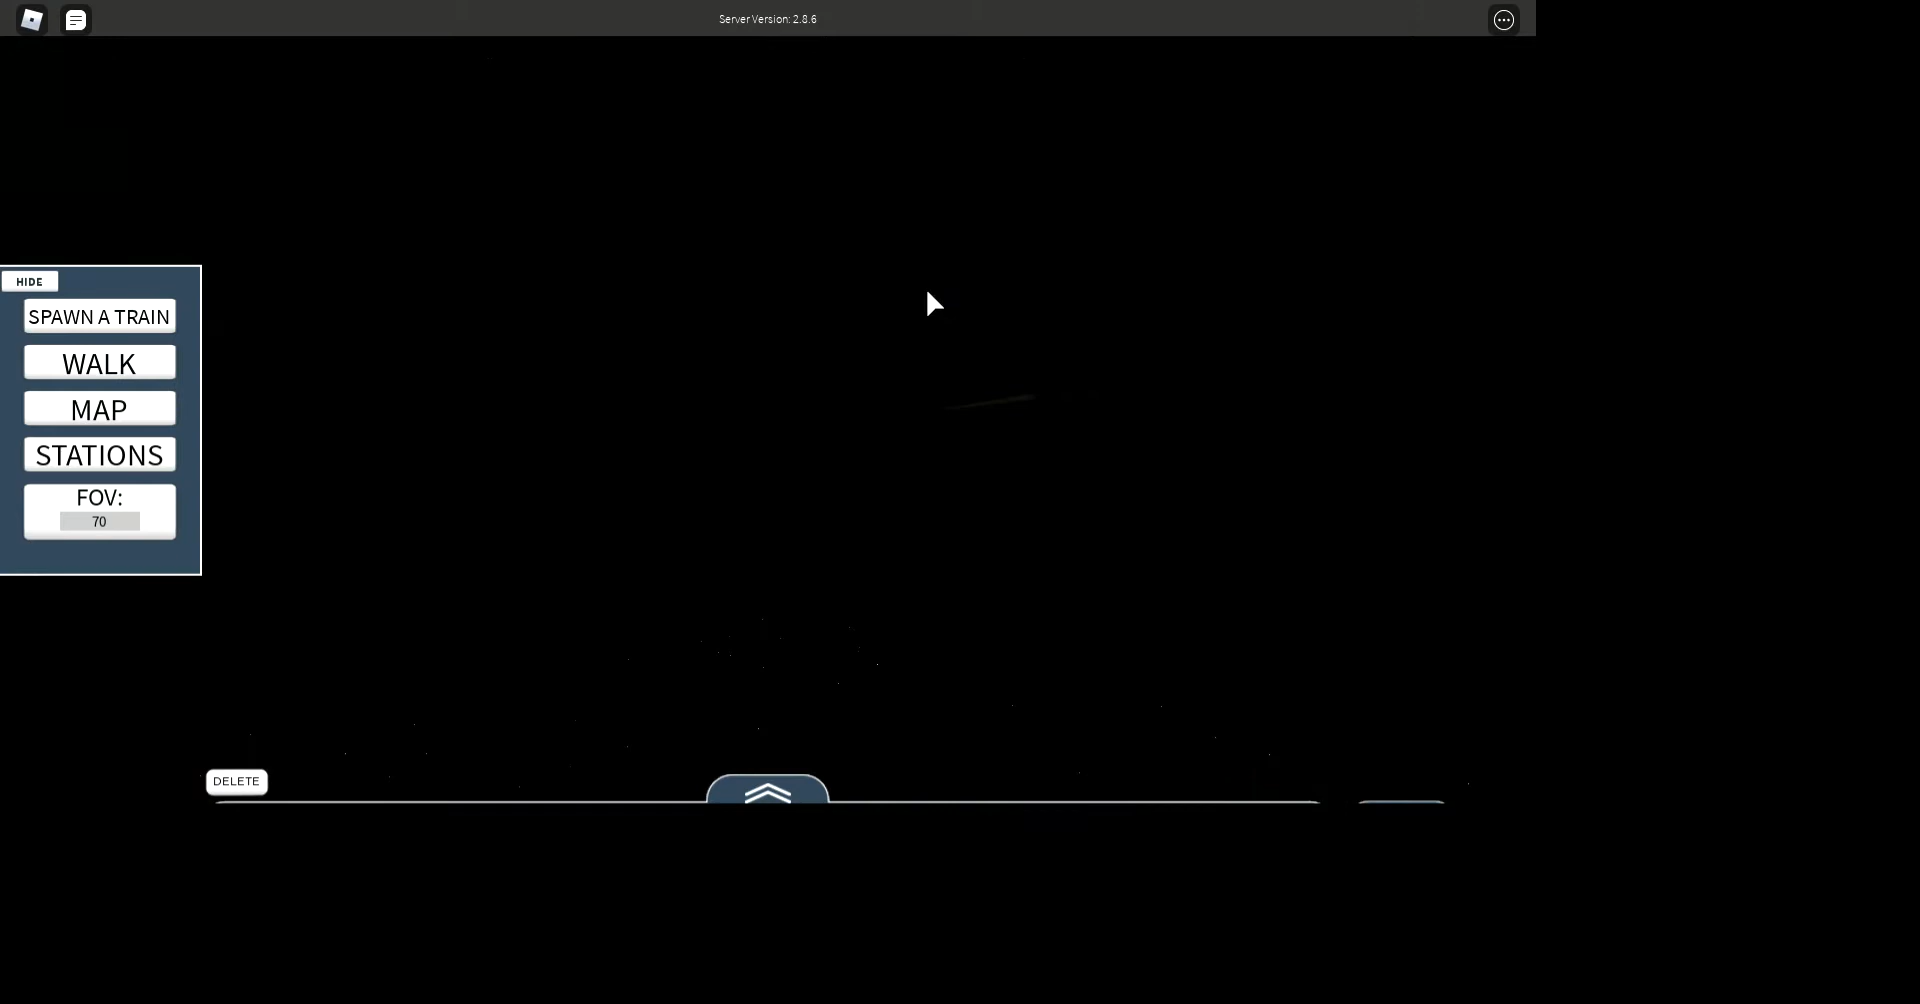 Server Version: 2.8.6
HIDE
SPAWN A TRAIN
WALK
MAP
STATIONS
FOV:
70
DELETE